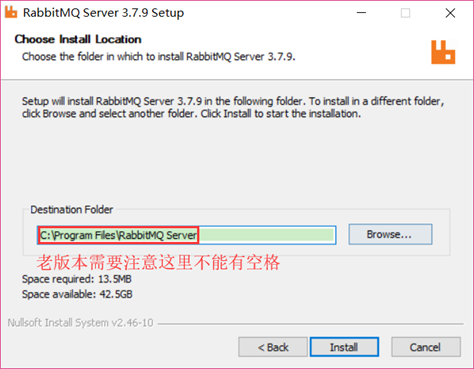 RabbitMQ Server 3.7.9 Setup
Choose Install Location
Choose the folder in which to install RabbitMQ Server 3.7.9.
Setup will install RabbitMQ Server 3.7.9 in the following folder. To install in a different folder,
click Browse and select another folder. Click Install to start the installation.
Destination Folder
C:\Program Files\RabbitMQ Server
Browse...
老版本需要注意这里不能有空格
Space required: 13.5MB
Space available: 42.5GB
Nullsoft Install System v2.46-10
< Back
Install
Cancel